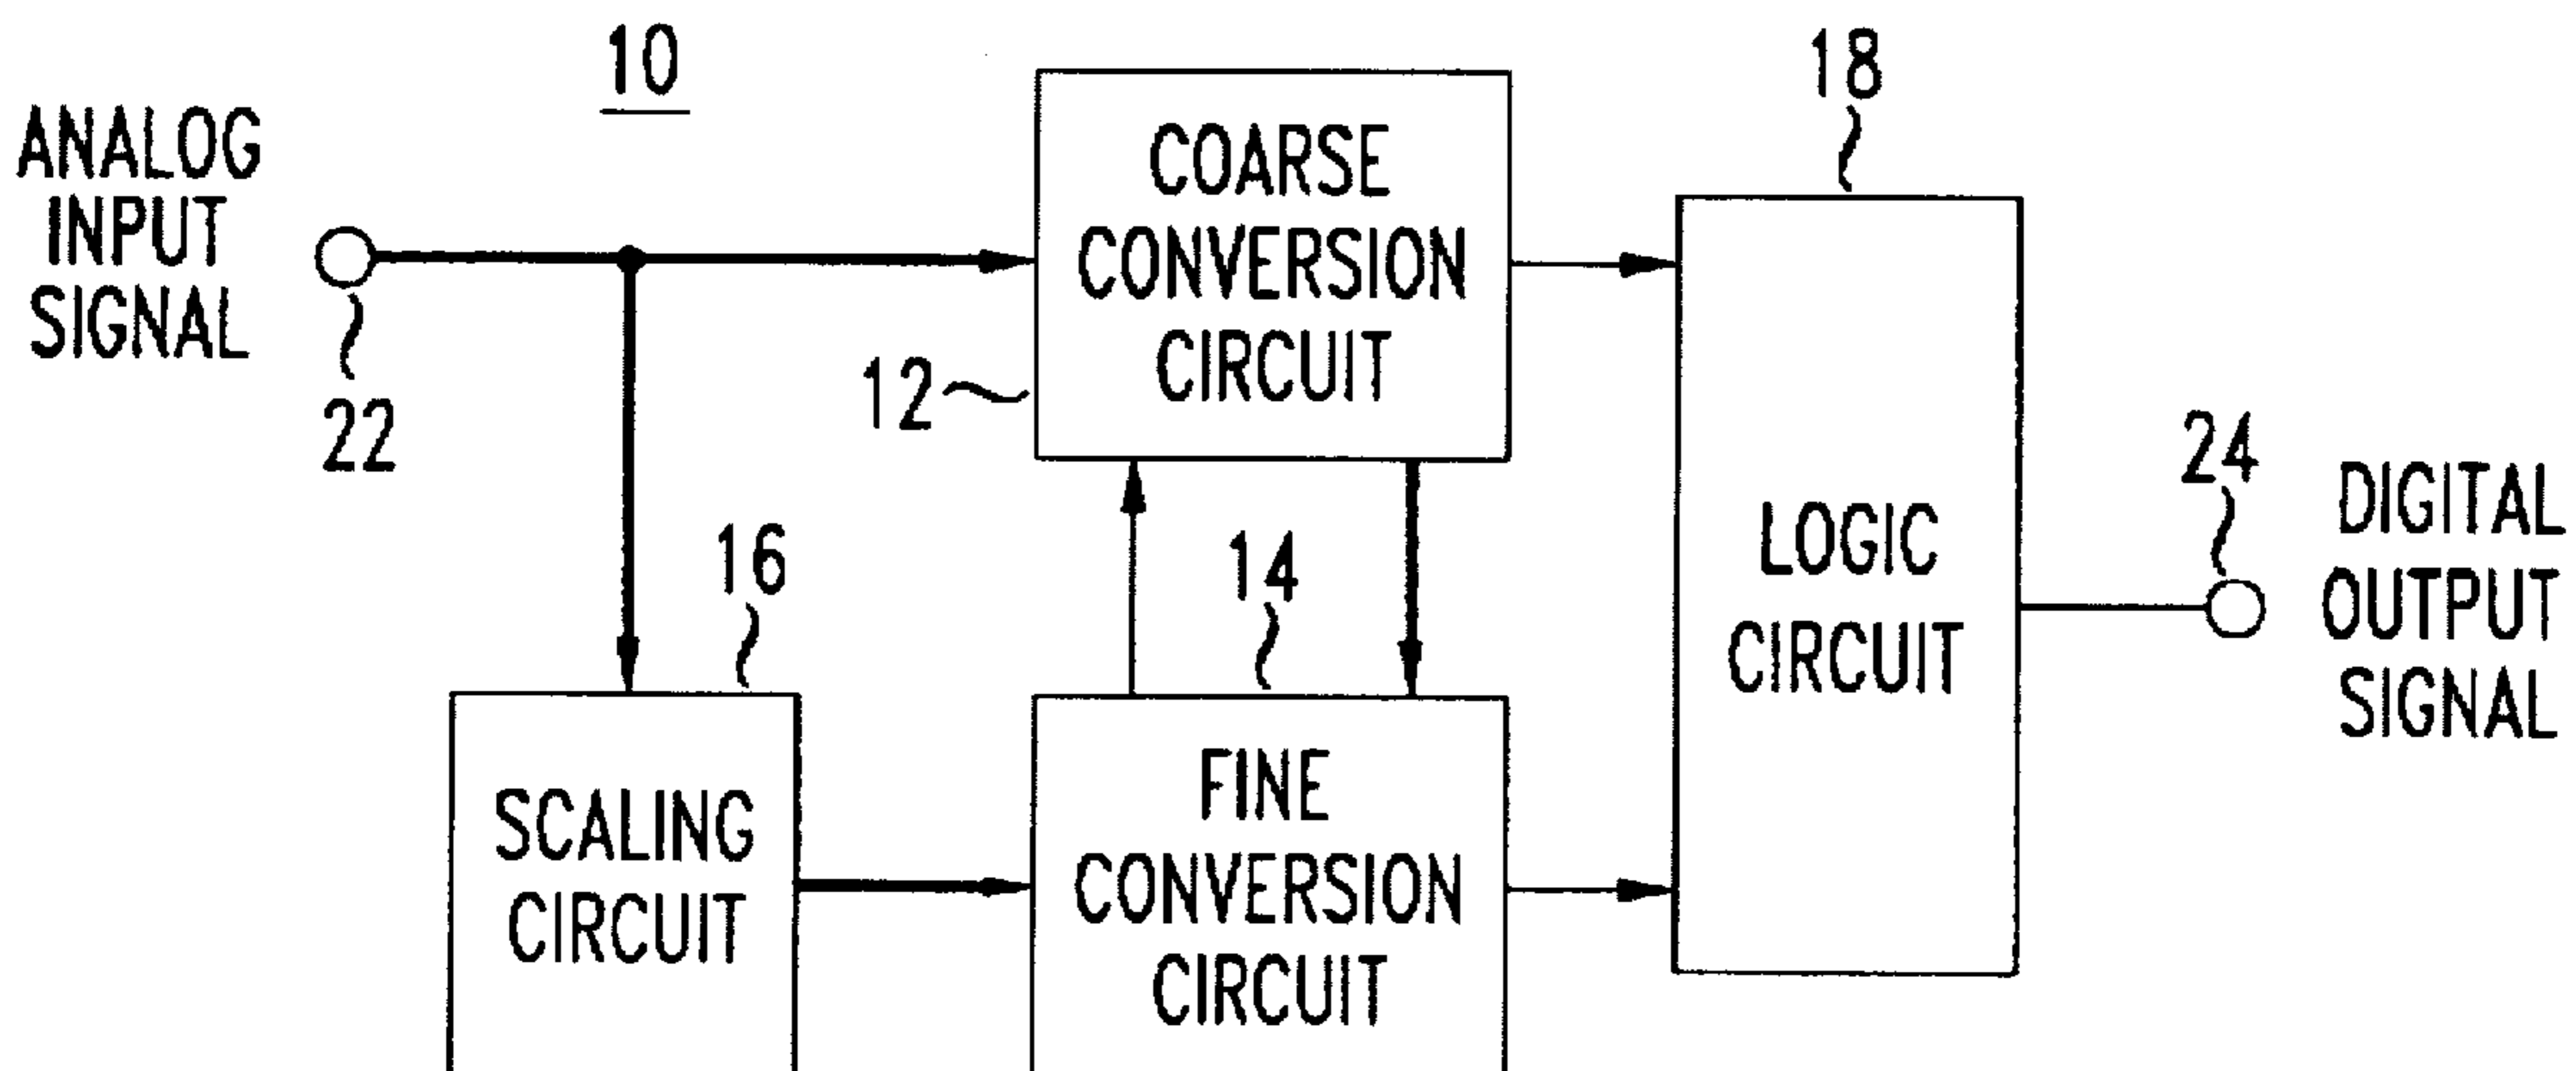 10
ANALOG
INPUT
SIGNAL
22
COARSE
CONVERSION
CIRCUIT
12
18
LOGIC
CIRCUIT
24
DIGITAL
OUTPUT
SIGNAL
16
SCALING
CIRCUIT
14
FINE
CONVERSION
CIRCUIT